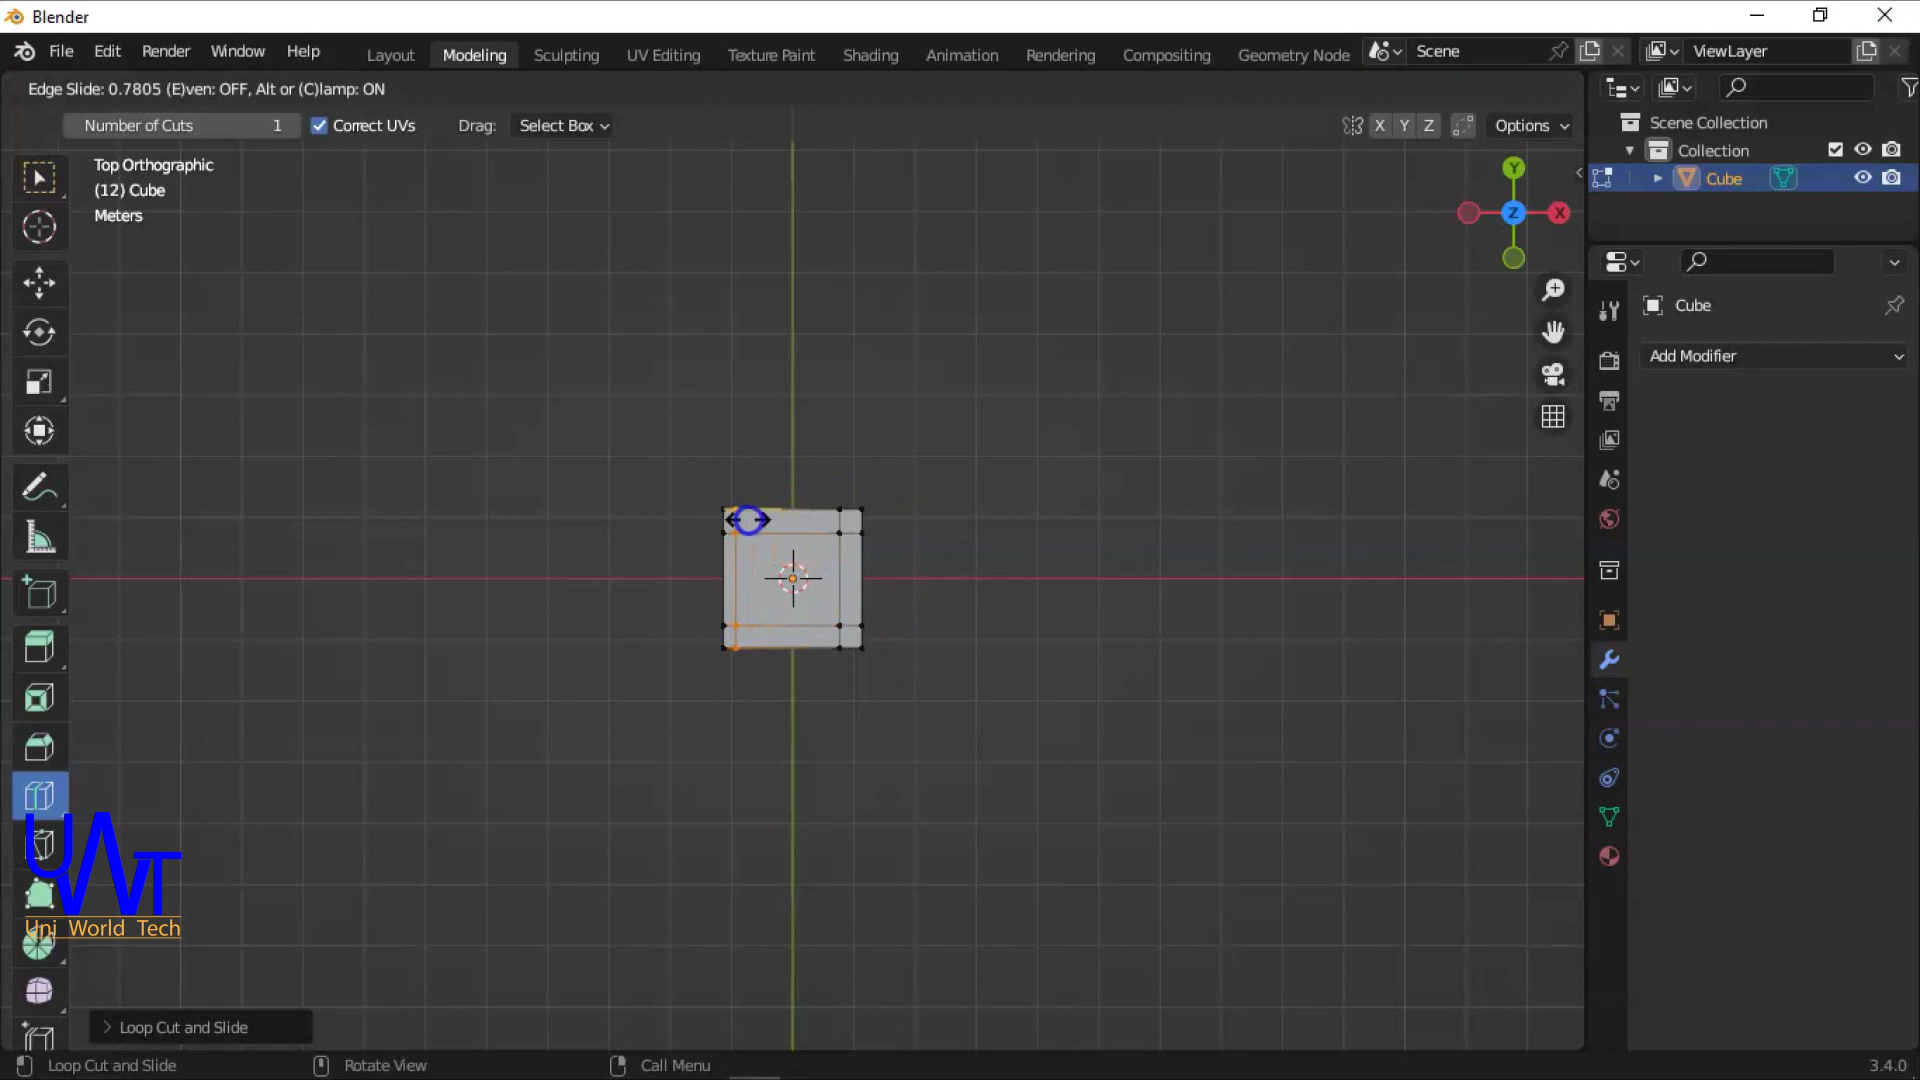 Blender
File Edit Render Window Help Layout Modeling Sculpting UV Editing Texture Paint Shading Animation Rendering Compositing Geometry Node Scene ViewLayer
Edge Slide: 0.7805 (E)ven: OFF, Alt or (C)lamp: ON
Number of Cuts 1 Correct UVs Drag: Select Box X Y Z Options
Scene Collection
Collection
Cube
Top Orthographic
(12) Cube
Meters
Y
Z X
Cube
Add Modifier
UWT
Uni World Tech
Loop Cut and Slide
Loop Cut and Slide Rotate View Call Menu 3.4.0